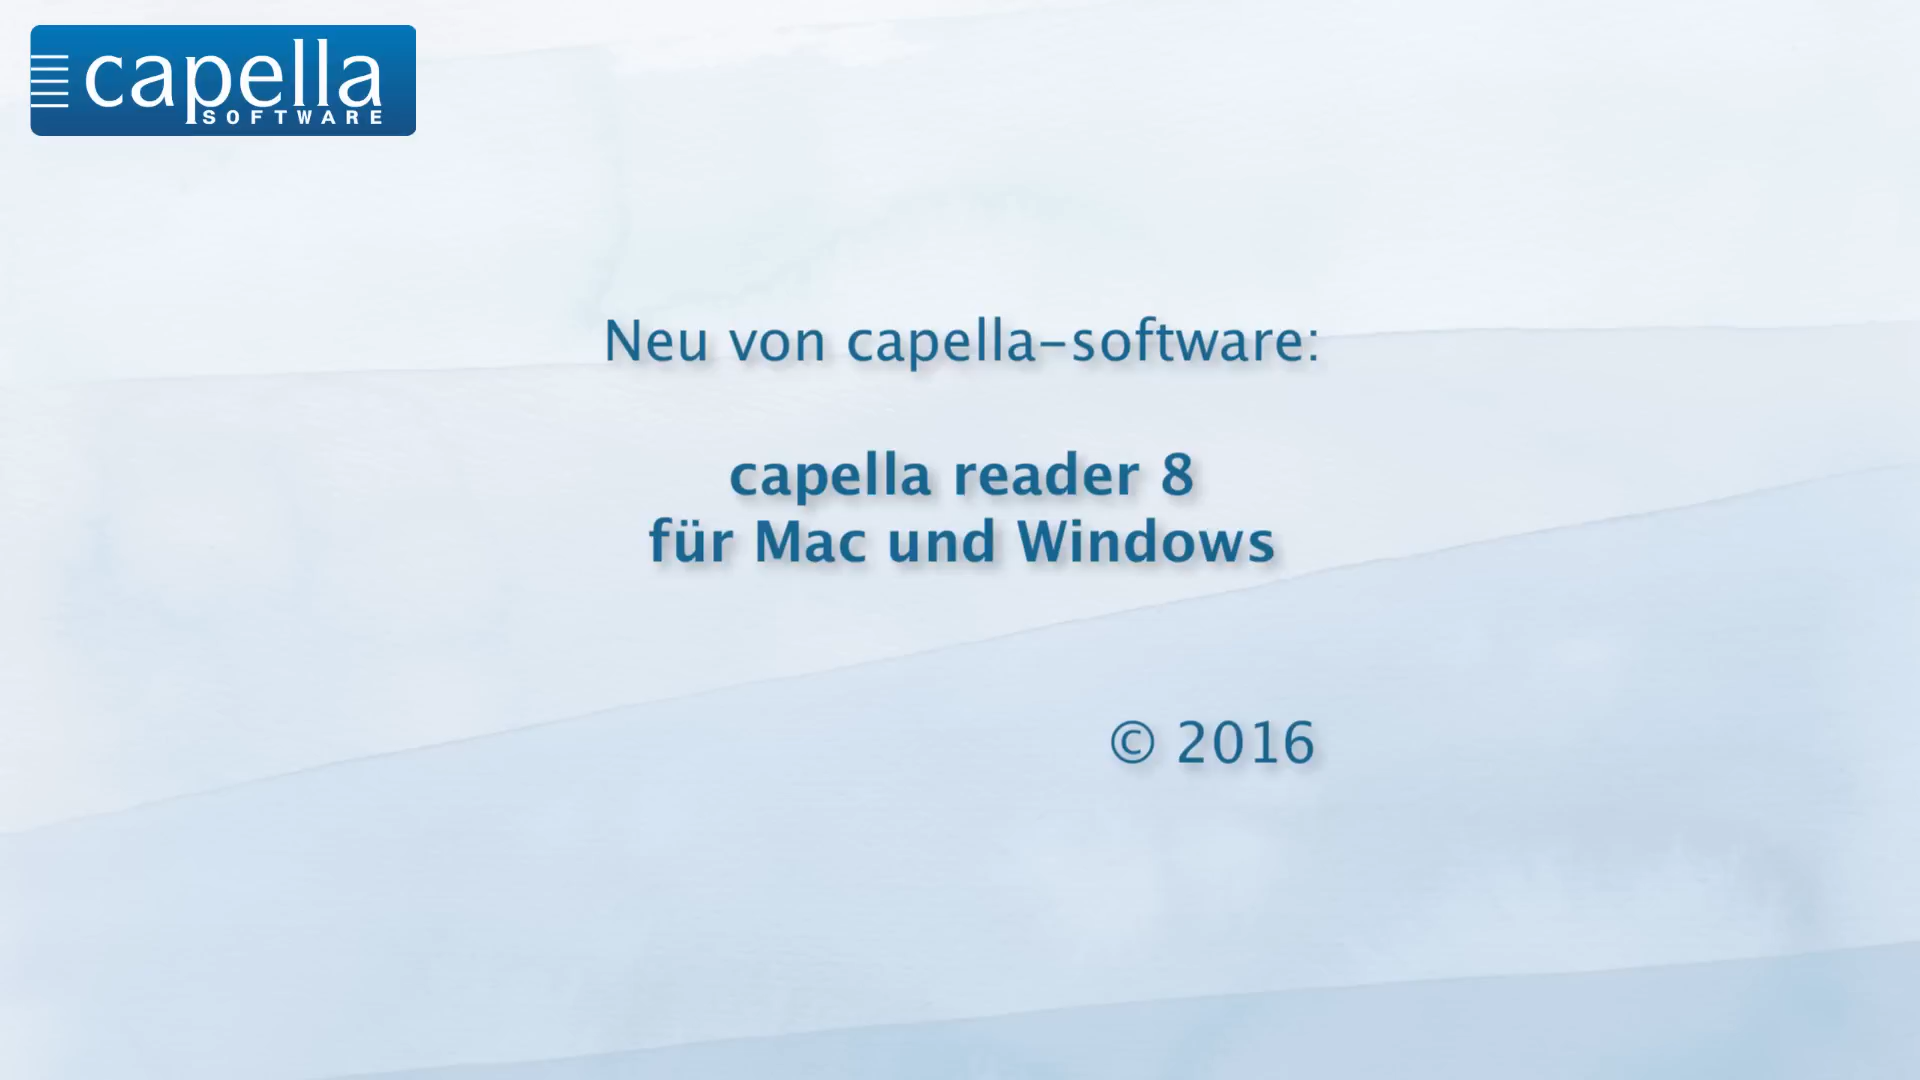 capella
SOFTWARE
Neu von capella-software:
capella reader 8
für Mac und Windows
© 2016